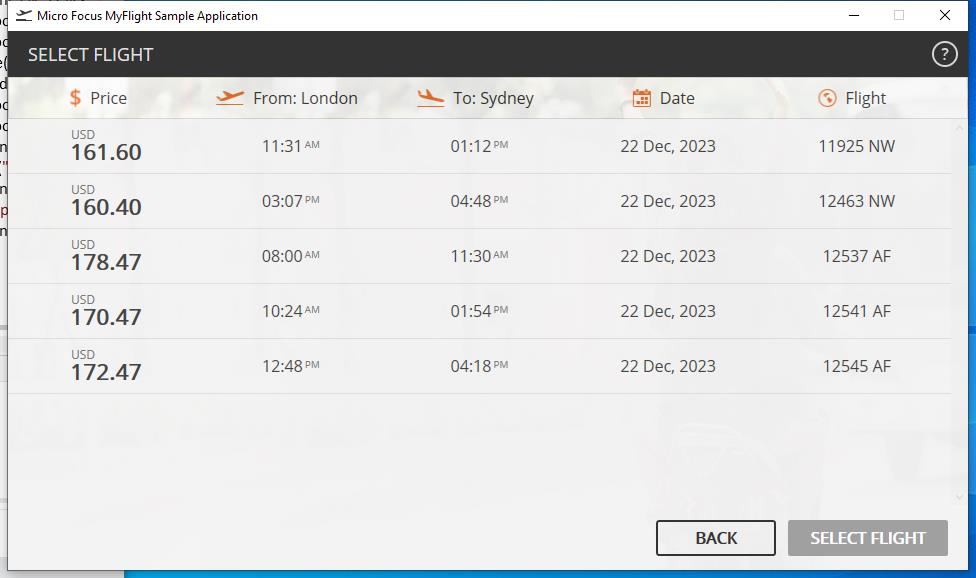 Micro Focus MyFlight Sample Application
SELECT FLIGHT ?
$ Price From: London To: Sydney Date Flight
USD
161.60 11:31 AM 01:12 PM 22 Dec, 2023 11925 NW
USD
160.40 03:07 PM 04:48 PM 22 Dec, 2023 12463 NW
USD
178.47 08:00 AM 11:30 AM 22 Dec, 2023 12537 AF
USD
170.47 10:24 AM 01:54 PM 22 Dec, 2023 12541 AF
USD
172.47 12:48 PM 04:18 PM 22 Dec, 2023 12545 AF
BACK SELECT FLIGHT